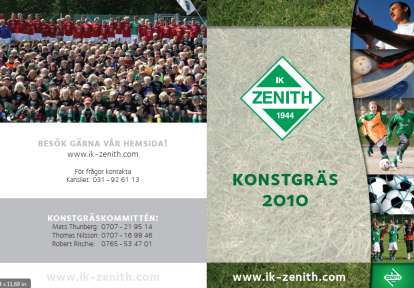 BESÖK GÄRNA VÅR HEMSIDA!
www.ik-zenith.com
För frågor kontakta
Kansliet: 031 - 92 61 13
KONSTGRÄSKOMMITTÉN:
Mats Thunberg: 0707 - 21 95 14
Thomas Nilsson: 0707 - 16 99 46
Robert Ritchie: 0765 - 53 47 01
www.ik-zenith.com
IK
ZENITH
1944
KONSTGRÄS
2010
www.ik-zenith.com
x 11,69 in